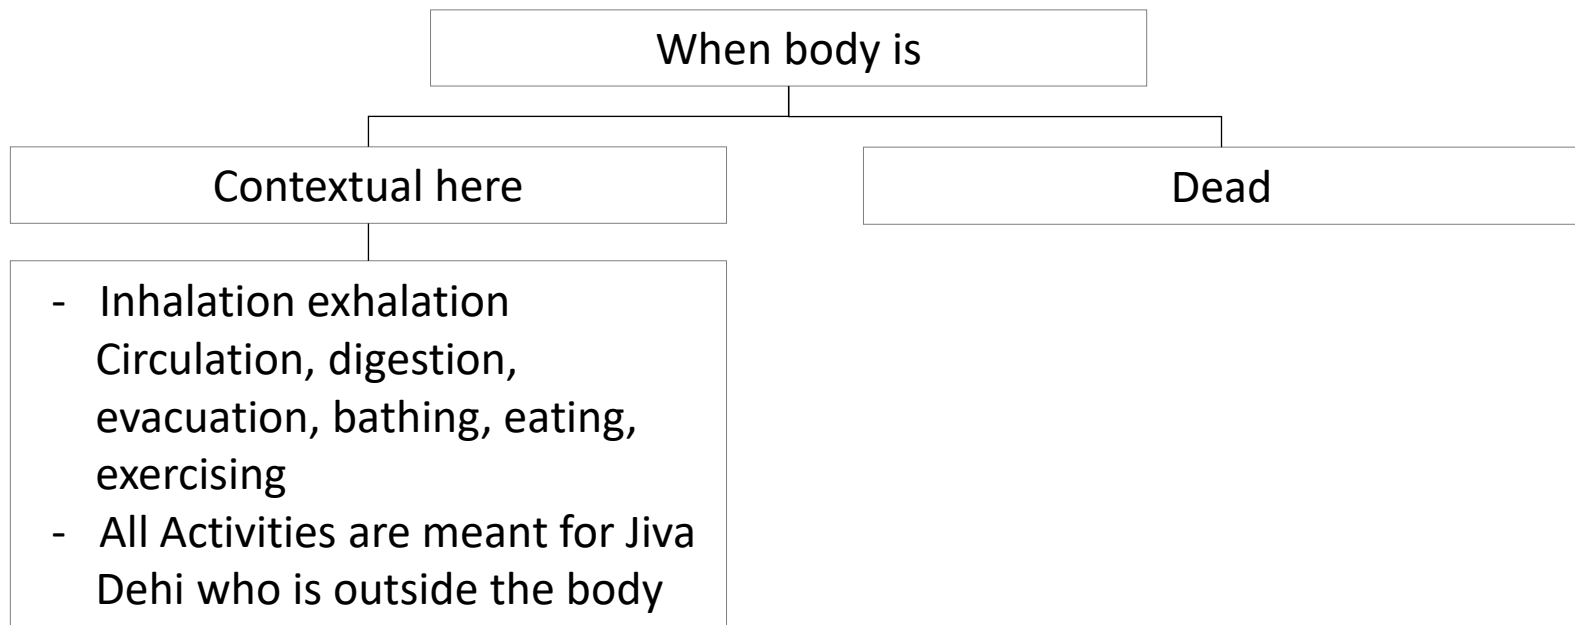 When body is
Contextual here
Dead
- Inhalation exhalation
Circulation, digestion,
evacuation, bathing, eating,
exercising
- All Activities are meant for Jiva
Dehi who is outside the body